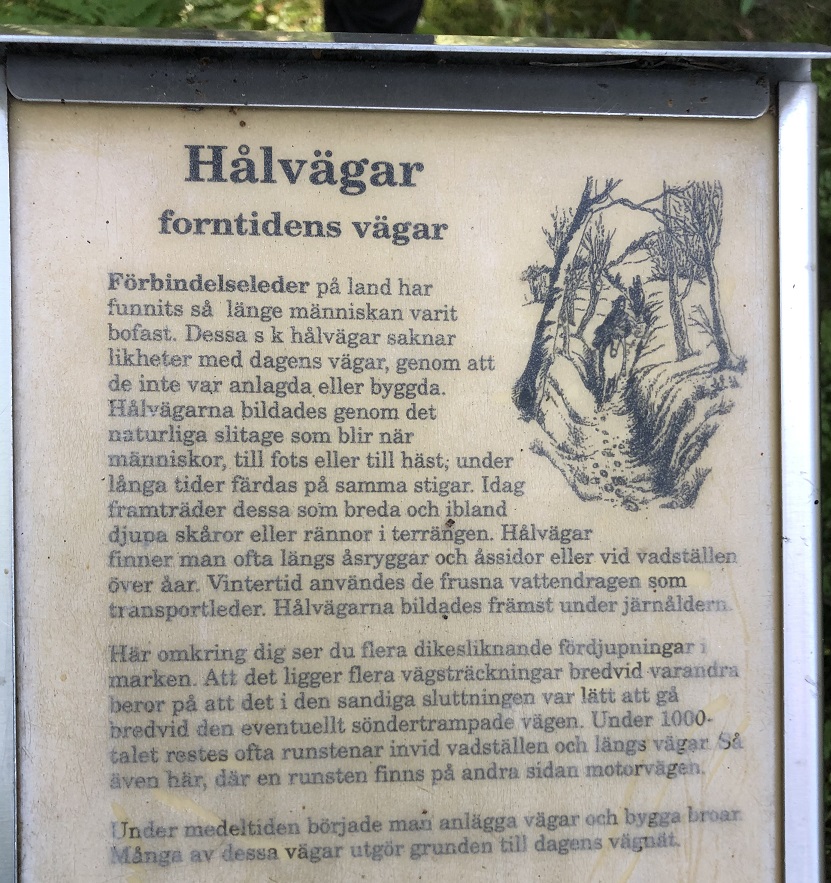 Hålvägar
forntidens vägar
Förbindelseleder på land har
funnits så länge människan varit
bofast. Dessa s k hålvägar saknar
likheter med dagens vägar, genom att
de inte var anlagda eller byggda.
Hålvägarna bildades genom det
naturliga slitage som blir när
människor, till fots eller till häst, under
långa tider färdas på samma stigar. Idag
framträder dessa som breda och ibland
djupa skåror eller rännor i terrängen. Hålvägar
finner man ofta längs åsryggar och åssidor eller vid vadställen
över åar. Vintertid användes de frusna vattendragen som
transportleder. Hålvägarna bildades främst under järnåldern.
Här omkring dig ser du flera dikesliknande fördjupningar i
marken. Att det ligger flera vägsträckningar bredvid varandra
beror på att det i den sandiga sluttningen var lätt att gå
bredvid den eventuellt söndertrampade vägen. Under 1000-
talet restes ofta runstenar invid vadställen och längs vägar. Så
även här, där en runsten finns på andra sidan motorvägen.
Under medeltiden började man anlägga vägar och bygga broar.
Många av dessa vägar utgör grunden till dagens vägnät.